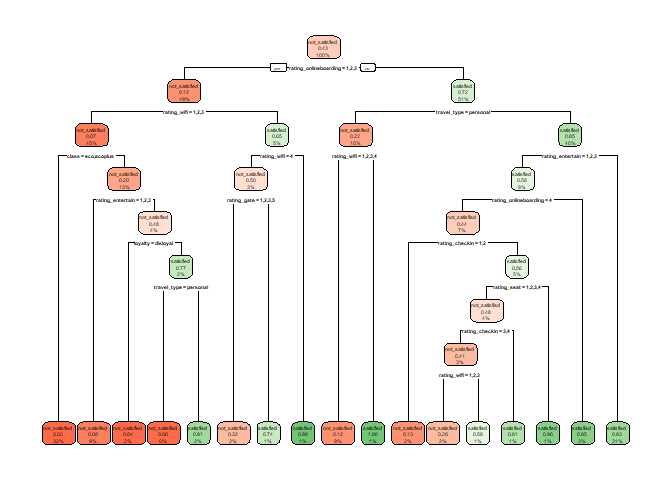 not_satisfied
0.43
100%
yes rating_onlineboarding = 1,2,3 no
not_satisfied
0.12
49%
satisfied
0.72
51%
rating_wifi = 1,2,3
travel_type = personal
not_satisfied
0.07
45%
satisfied
0.65
5%
not_satisfied
0.22
10%
satisfied
0.85
40%
class = eco,ecoplus
rating_wifi = 4
rating_wifi = 1,2,3,4
rating_entertain = 1,2,3
not_satisfied
0.20
13%
not_satisfied
0.50
3%
satisfied
0.58
9%
rating_entertain = 1,2,3
rating_gate = 1,2,3,5
rating_onlineboarding = 4
not_satisfied
0.48
4%
not_satisfied
0.44
7%
loyalty = disloyal
rating_checkin = 1,2
satisfied
0.77
2%
satisfied
0.56
5%
travel_type = personal
rating_seat = 1,2,3,4
not_satisfied
0.48
4%
rating_checkin = 3,4
not_satisfied
0.41
3%
rating_wifi = 1,2,3
not_satisfied
0.02
32%
not_satisfied
0.08
9%
not_satisfied
0.04
2%
not_satisfied
0.00
0%
satisfied
0.91
2%
not_satisfied
0.32
2%
satisfied
0.74
1%
satisfied
0.98
1%
not_satisfied
0.12
9%
satisfied
1.00
1%
not_satisfied
0.13
2%
not_satisfied
0.28
2%
satisfied
0.58
1%
satisfied
0.81
1%
satisfied
0.96
1%
satisfied
0.95
3%
satisfied
0.93
31%